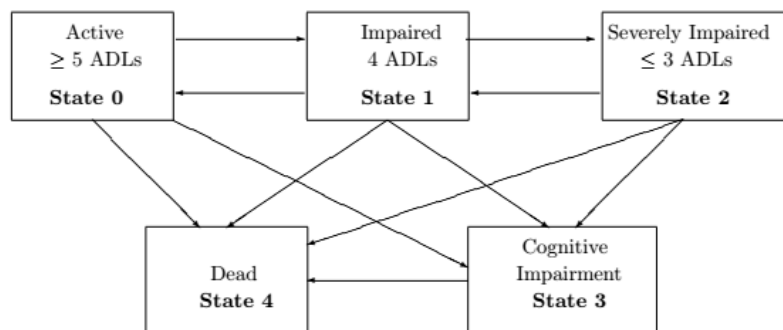 Active
≥ 5 ADLs
State 0
Impaired
4 ADLs
State 1
Severely Impaired
≤ 3 ADLs
State 2
Dead
State 4
Cognitive
Impairment
State 3